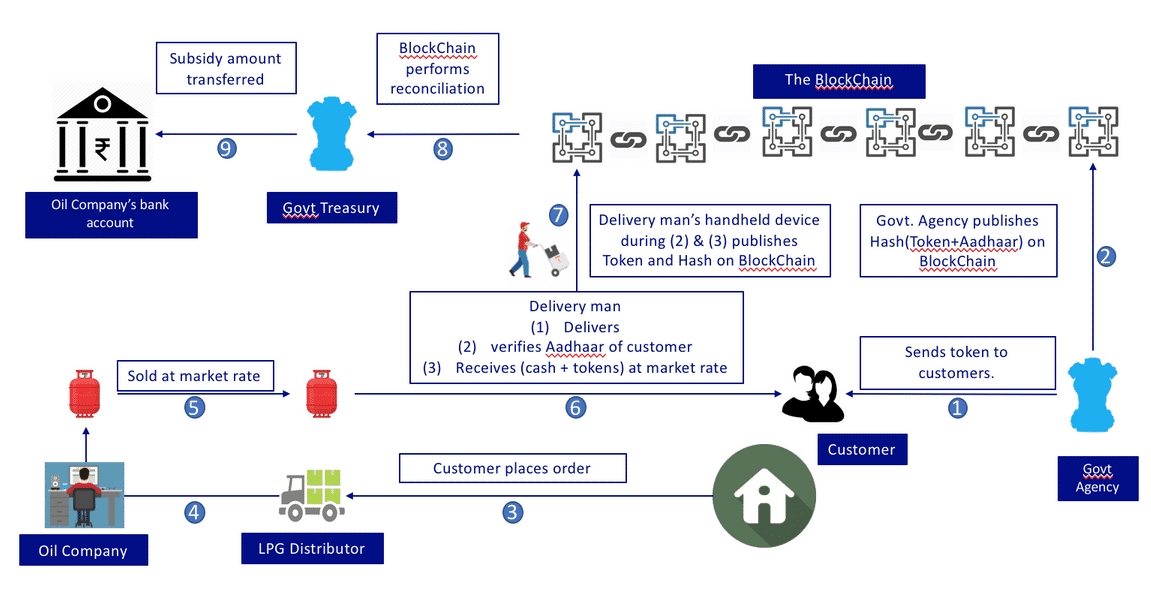 Subsidy amount
transferred
BlockChain
performs
reconciliation
The BlockChain
₹
9
8
Oil Company's bank
account
Govt Treasury
7
Delivery man's handheld device
during (2) & (3) publishes
Token and Hash on BlockChain
Govt. Agency publishes
Hash(Token+Aadhaar) on
BlockChain
2
Delivery man
(1) Delivers
(2) verifies Aadhaar of customer
(3) Receives (cash + tokens) at market rate
Sold at market rate
5
6
Sends token to
customers.
1
Customer
Customer places order
Govt
Agency
4
3
Oil Company
LPG Distributor